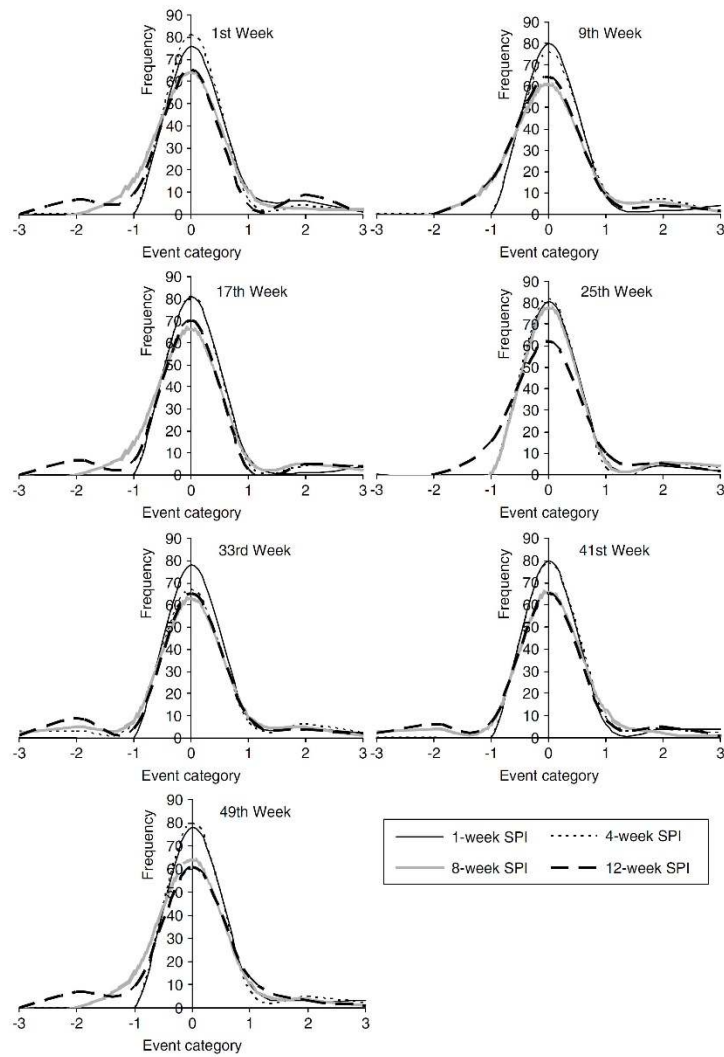 1st Week
Frequency
90
80
70
60
50
40
30
20
10
0
-3 -2 -1 0 1 2 3
Event category
9th Week
Frequency
90
80
70
60
50
40
30
20
10
0
-3 -2 -1 0 1 2 3
Event category
17th Week
Frequency
90
80
70
60
50
40
30
20
10
0
-3 -2 -1 0 1 2 3
Event category
25th Week
Frequency
90
80
70
60
50
40
30
20
10
0
-3 -2 -1 0 1 2 3
Event category
33rd Week
Frequency
90
80
70
60
50
40
30
20
10
0
-3 -2 -1 0 1 2 3
Event category
41st Week
Frequency
90
80
70
60
50
40
30
20
10
0
-3 -2 -1 0 1 2 3
Event category
49th Week
Frequency
90
80
70
60
50
40
30
20
10
0
-3 -2 -1 0 1 2 3
Event category
1-week SPI 4-week SPI
8-week SPI 12-week SPI